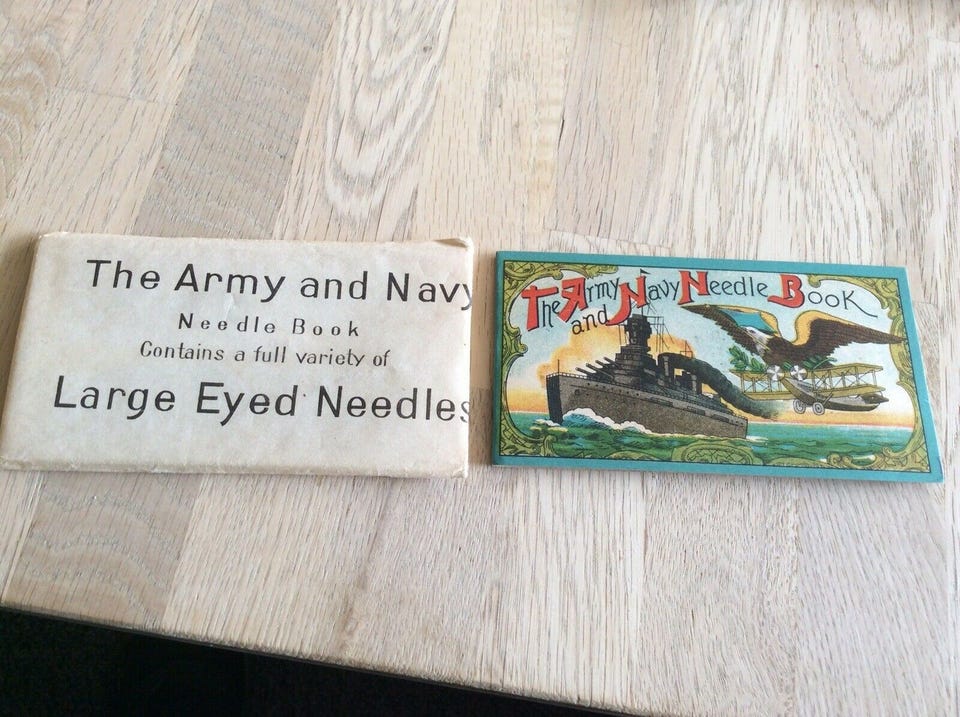 The Army and Navy
Needle Book
Contains a full variety of
Large Eyed Needles
The Army and Navy Needle Book